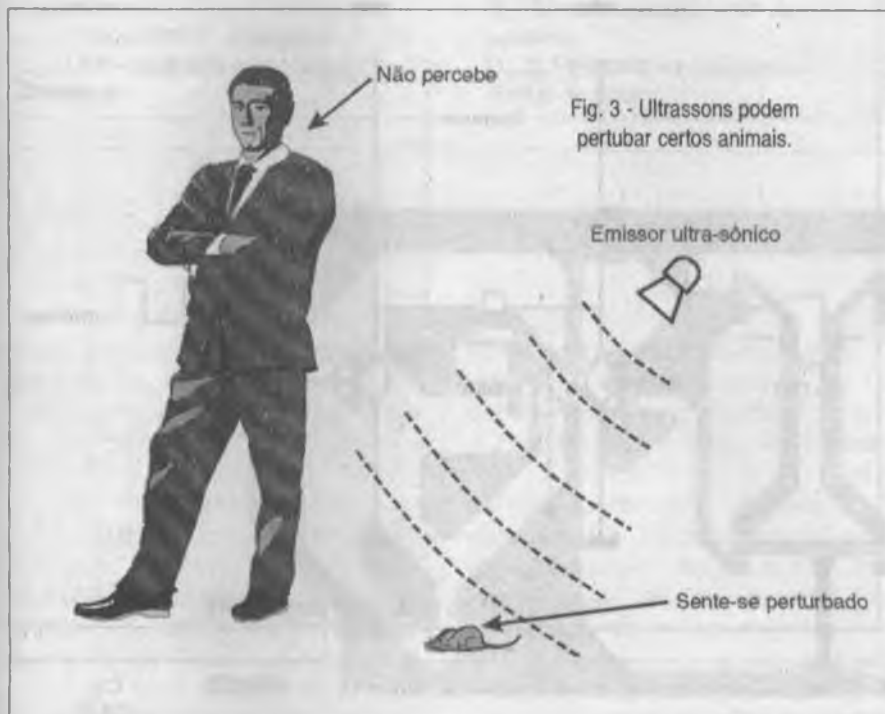 Não percebe
Fig. 3 - Ultrassons podem
pertubar certos animais.
Emissor ultra-sônico
Sente-se perturbado